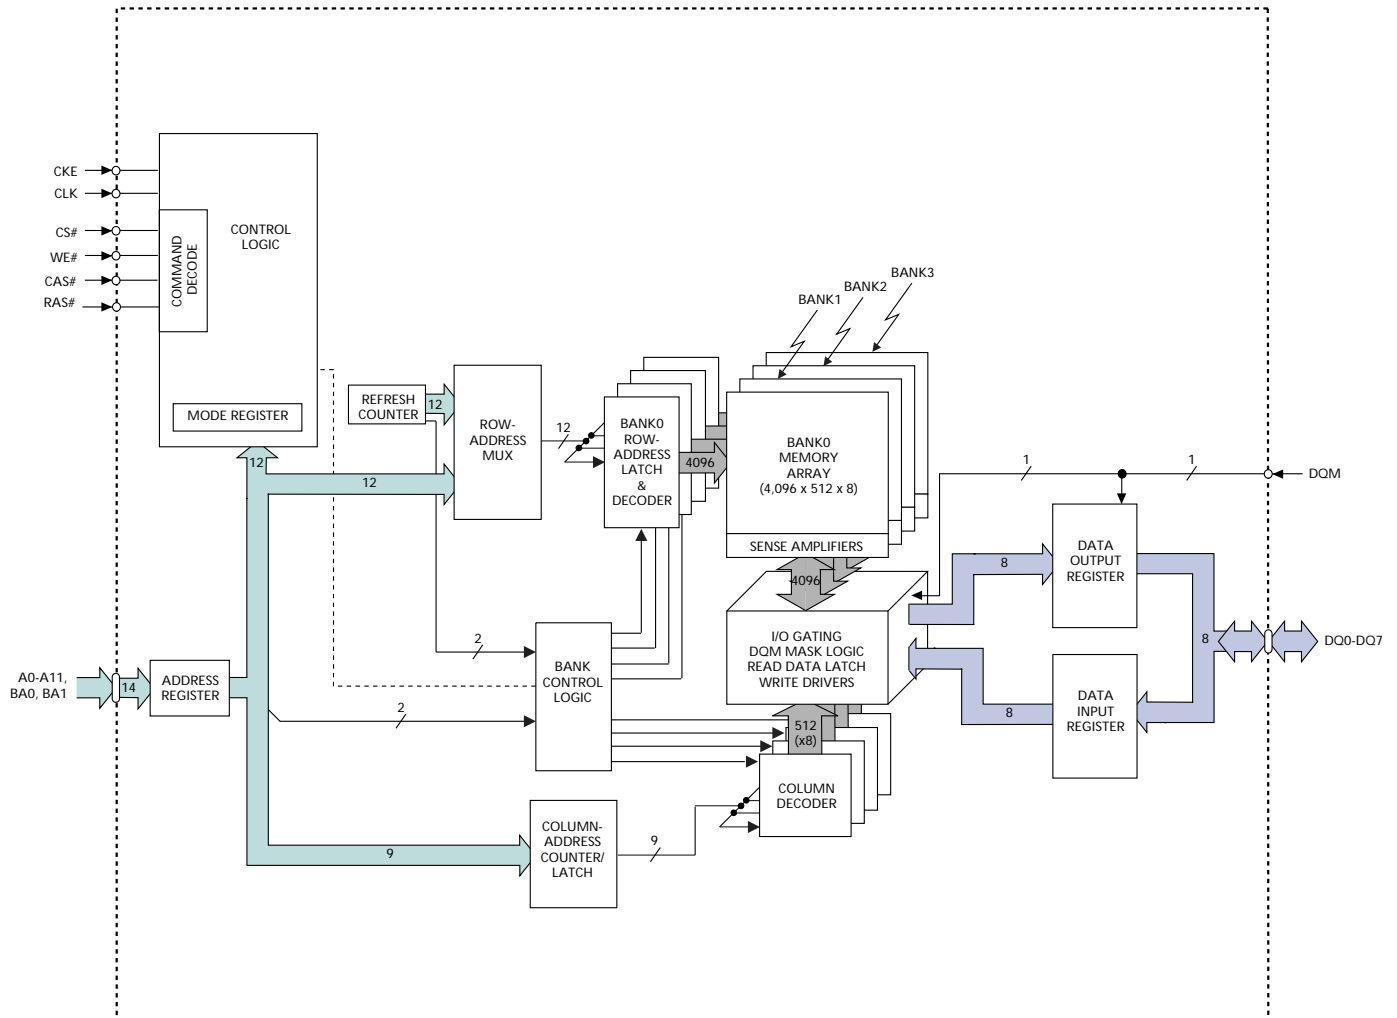 CKE
CLK
CS#
WE#
CAS#
RAS#
COMMAND
DECODE
CONTROL
LOGIC
MODE REGISTER
BANK3
BANK2
BANK1
REFRESH
COUNTER
12
ROW-
ADDRESS
MUX
12
BANK0
ROW-
ADDRESS
LATCH
&
DECODER
4096
BANK0
MEMORY
ARRAY
(4,096 x 512 x 8)
SENSE AMPLIFIERS
12
12
1
1
DQM
4096
8
DATA
OUTPUT
REGISTER
I/O GATING
DQM MASK LOGIC
READ DATA LATCH
WRITE DRIVERS
8
DQ0-DQ7
2
BANK
CONTROL
LOGIC
A0-A11,
BA0, BA1
14
ADDRESS
REGISTER
2
8
DATA
INPUT
REGISTER
512
(x8)
COLUMN
DECODER
9
COLUMN-
ADDRESS
COUNTER/
LATCH
9